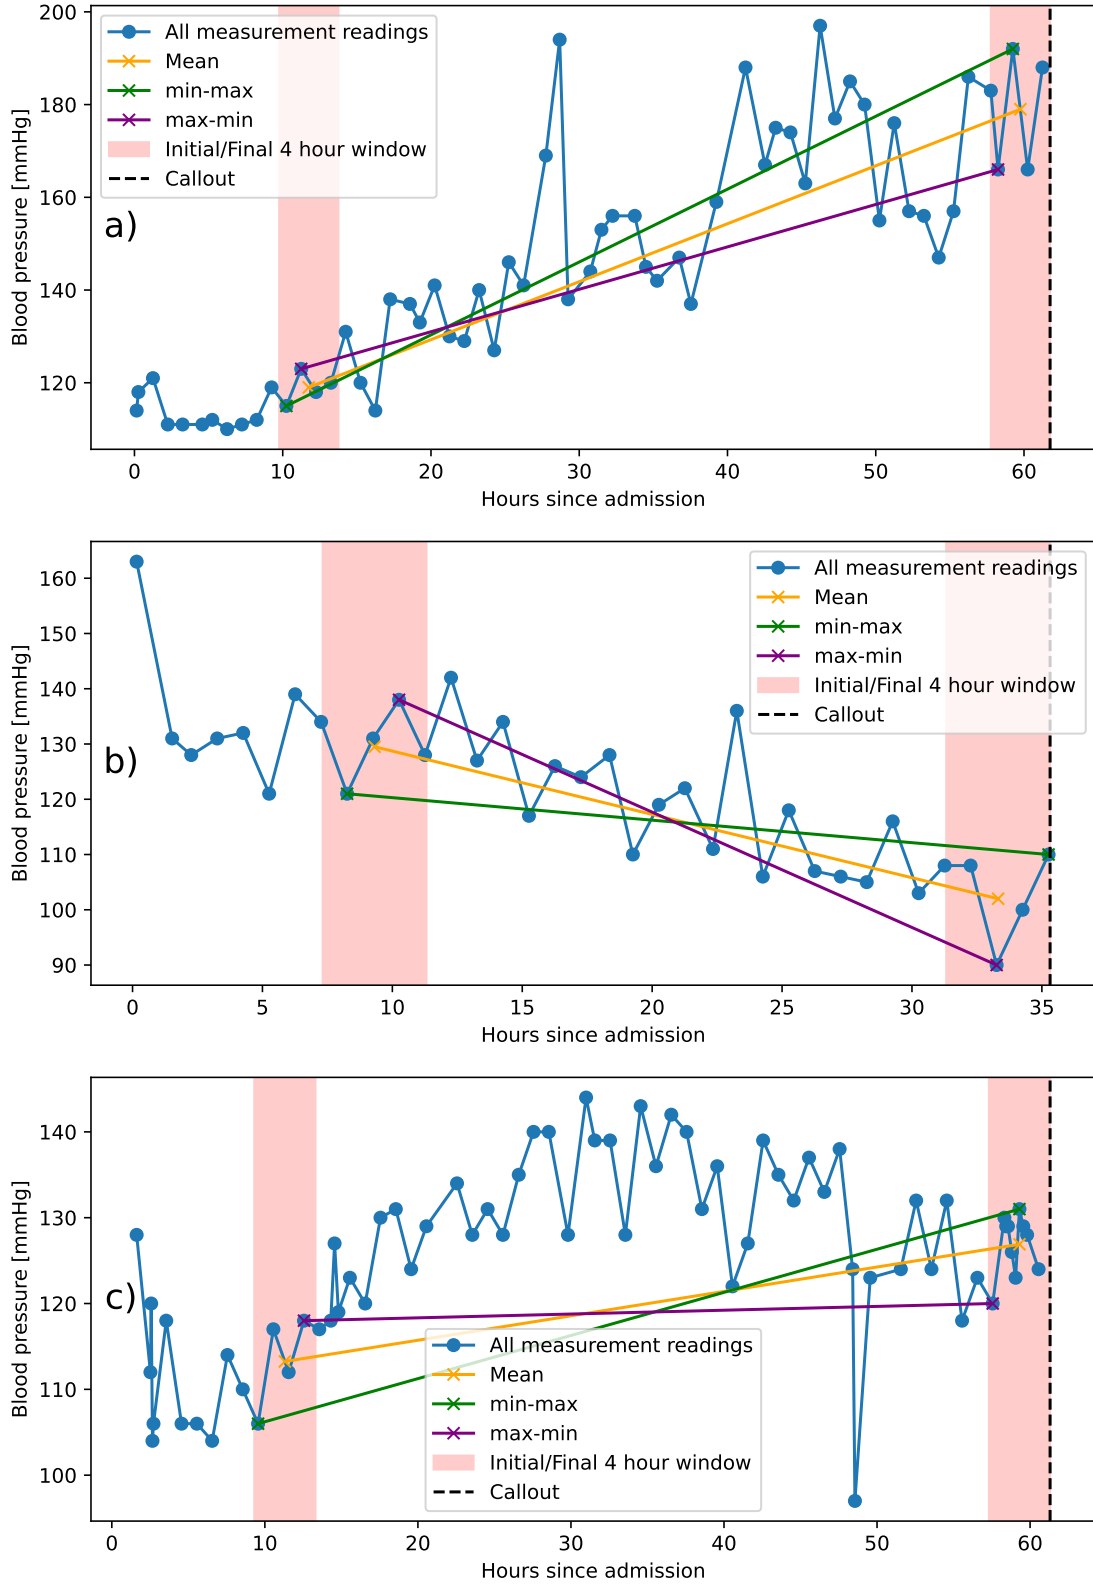 200
180
160
140
120
Blood pressure [mmHg]
All measurement readings
Mean
min-max
max-min
Initial/Final 4 hour window
Callout
a)
0 10 20 30 40 50 60
Hours since admission
160
150
140
130
120
110
100
90
Blood pressure [mmHg]
All measurement readings
Mean
min-max
max-min
Initial/Final 4 hour window
Callout
b)
0 5 10 15 20 25 30 35
Hours since admission
140
130
120
110
100
Blood pressure [mmHg]
c)
All measurement readings
Mean
min-max
max-min
Initial/Final 4 hour window
Callout
0 10 20 30 40 50 60
Hours since admission